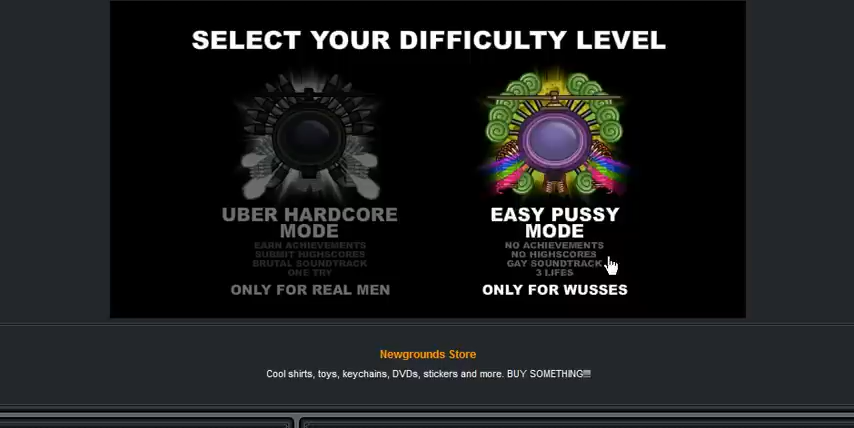 SELECT YOUR DIFFICULTY LEVEL
UBER HARDCORE
MODE
EARN ACHIEVEMENTS
SUBMIT HIGHSCORES
BRUTAL SOUNDTRACK
ONE TRY
ONLY FOR REAL MEN
EASY PUSSY
MODE
NO ACHIEVEMENTS
NO HIGHSCORES
GAY SOUNDTRACK
3 LIFES
ONLY FOR WUSSES
Newgrounds Store
Cool shirts, toys, keychains, DVDs, stickers and more. BUY SOMETHING!!!!